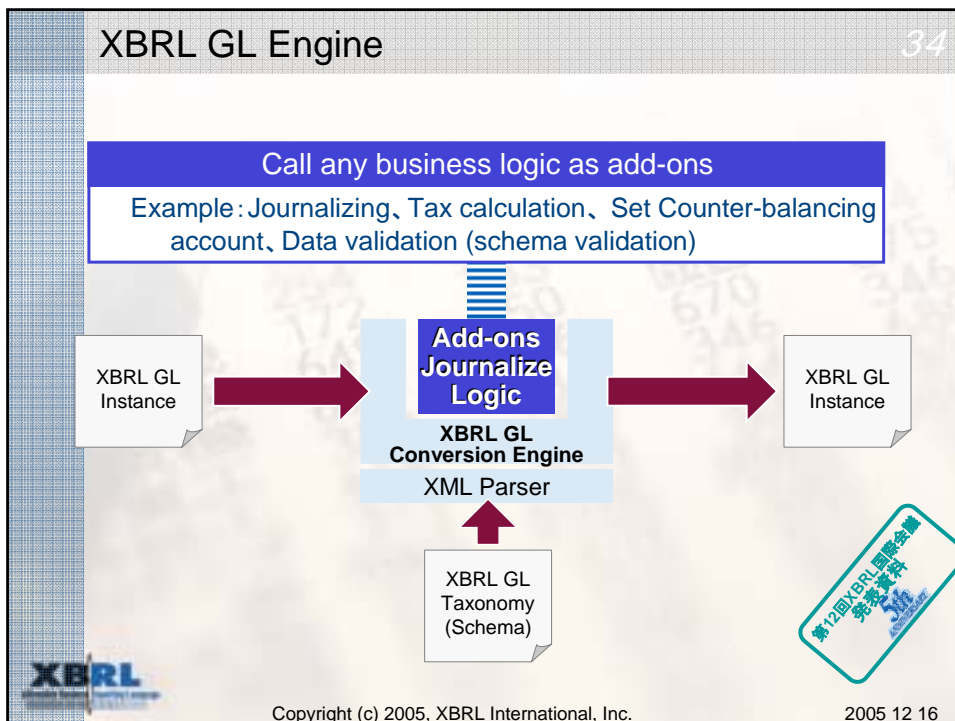 XBRL GL Engine
34
Call any business logic as add-ons
Example：Journalizing、Tax calculation、 Set Counter-balancing
account、Data validation (schema validation)
Add-ons
Journalize
Logic
XBRL GL
Instance
XBRL GL
Instance
XBRL GL
Conversion Engine
XML Parser
XBRL GL
Taxonomy
(Schema)
第12回XBRL国際会議
発表資料
5th
ANNIVERSARY
XBRL
Copyright (c) 2005, XBRL International, Inc.
2005 12 16